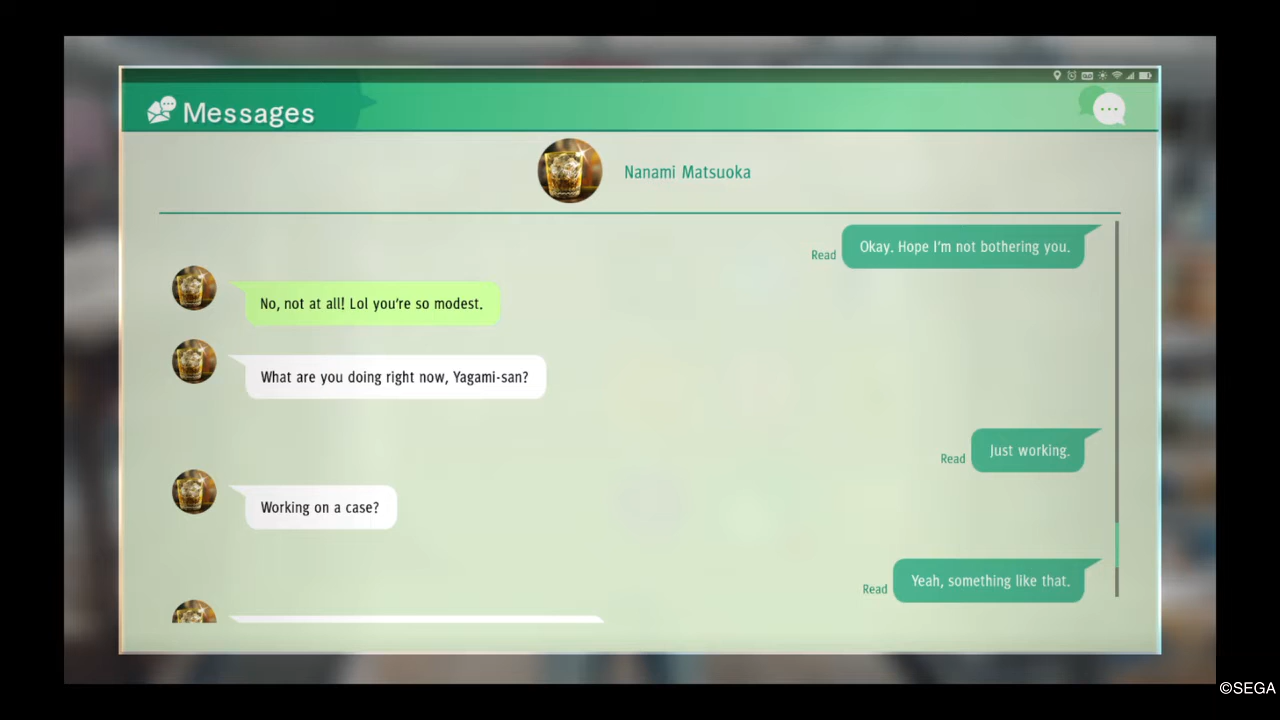 Messages
Nanami Matsuoka
Okay. Hope I'm not bothering you.
Read
No, not at all! Lol you're so modest.
What are you doing right now, Yagami-san?
Just working.
Read
Working on a case?
Yeah, something like that.
Read
©SEGA